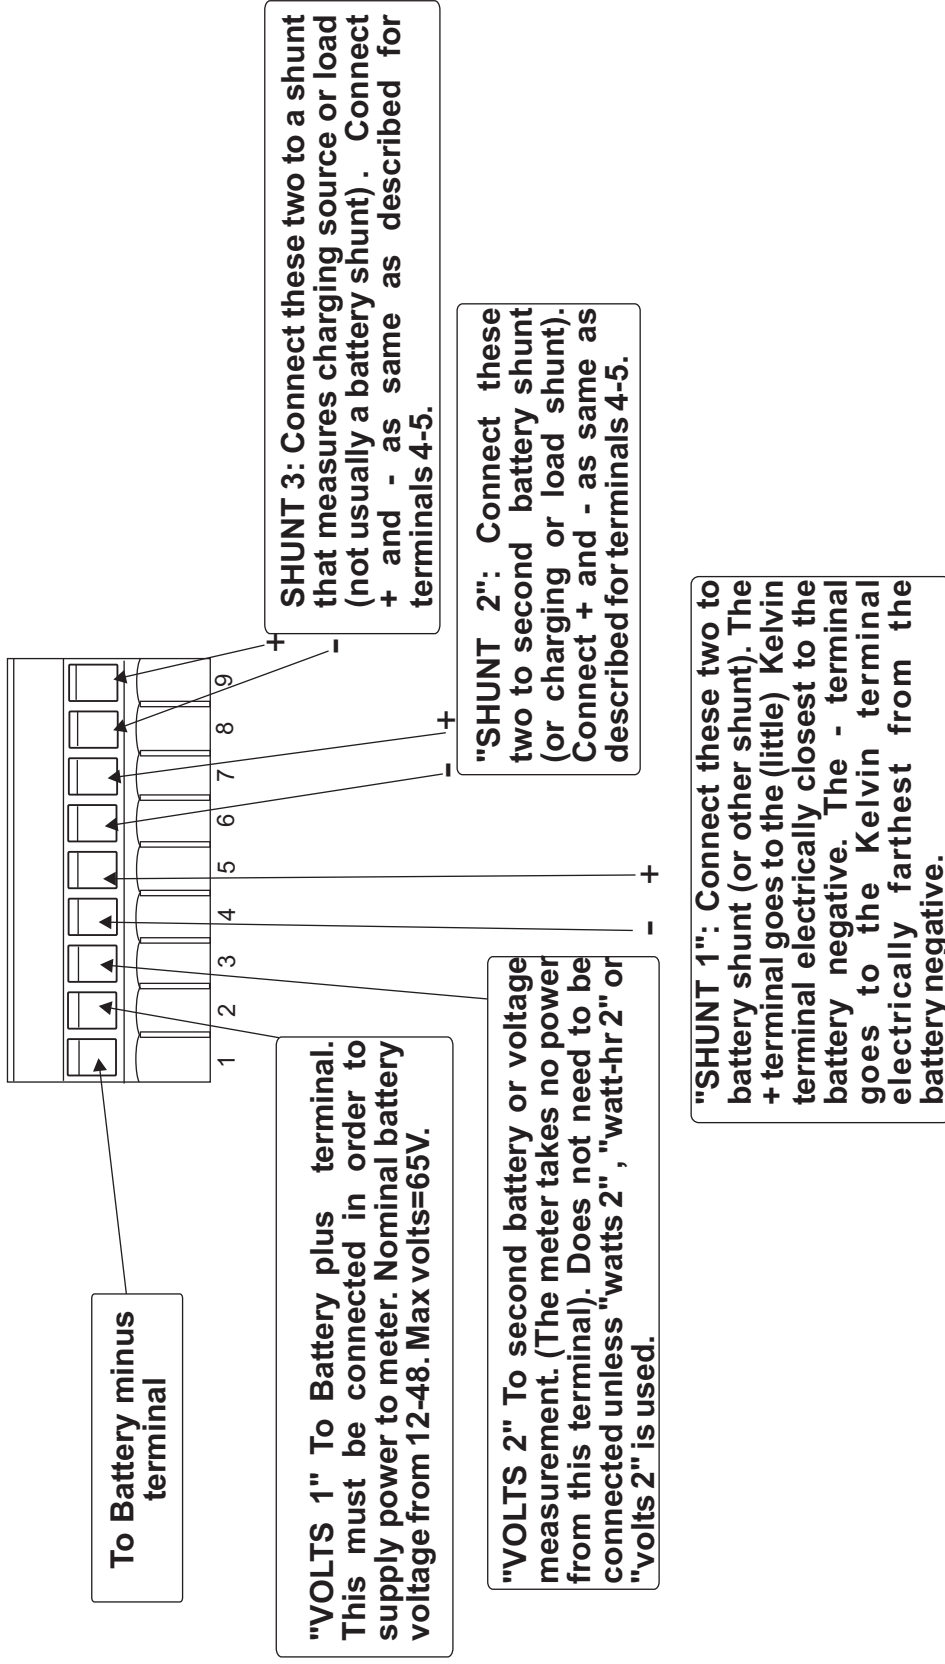 To Battery minus
terminal
"VOLTS 1" To Battery plus terminal.
This must be connected in order to
supply power to meter. Nominal battery
voltage from 12-48. Max volts=65V.
"VOLTS 2" To second battery or voltage
measurement. (The meter takes no power
from this terminal). Does not need to be
connected unless "watts 2" , "watt-hr 2" or
"volts 2" is used.
1 2 3 4 5 6 7 8 9
- +
- +
- +
"SHUNT 1": Connect these two to
battery shunt (or other shunt). The
+ terminal goes to the (little) Kelvin
terminal electrically closest to the
battery negative. The - terminal
goes to the Kelvin terminal
electrically farthest from the
battery negative.
"SHUNT 2": Connect these
two to second battery shunt
(or charging or load shunt).
Connect + and - as same as
described for terminals 4-5.
SHUNT 3: Connect these two to a shunt
that measures charging source or load
(not usually a battery shunt) . Connect
+ and - as same as described for
terminals 4-5.